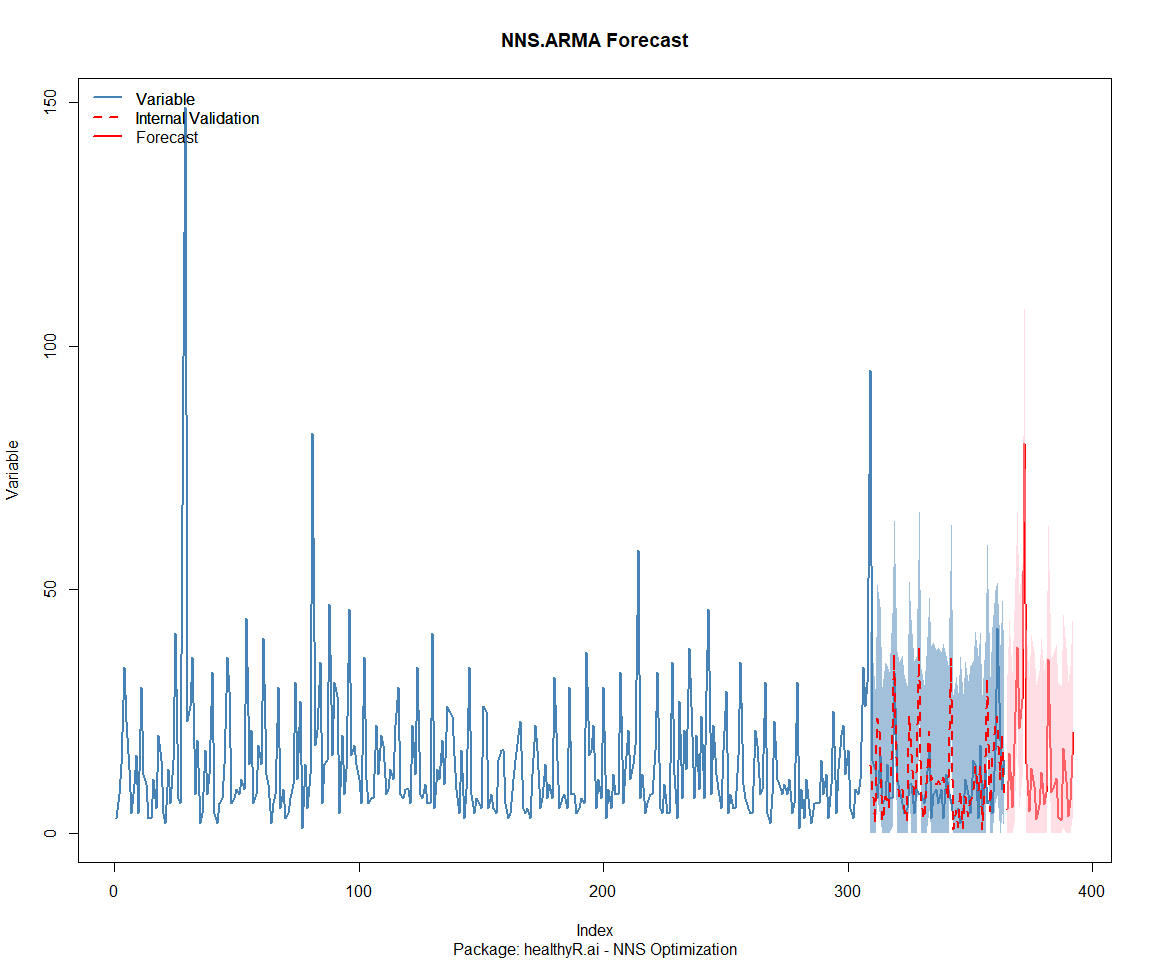 NNS.ARMA Forecast
Variable
Internal Validation
Forecast
150
100
50
0
Variable
0
100
200
300
400
Index
Package: healthyR.ai - NNS Optimization